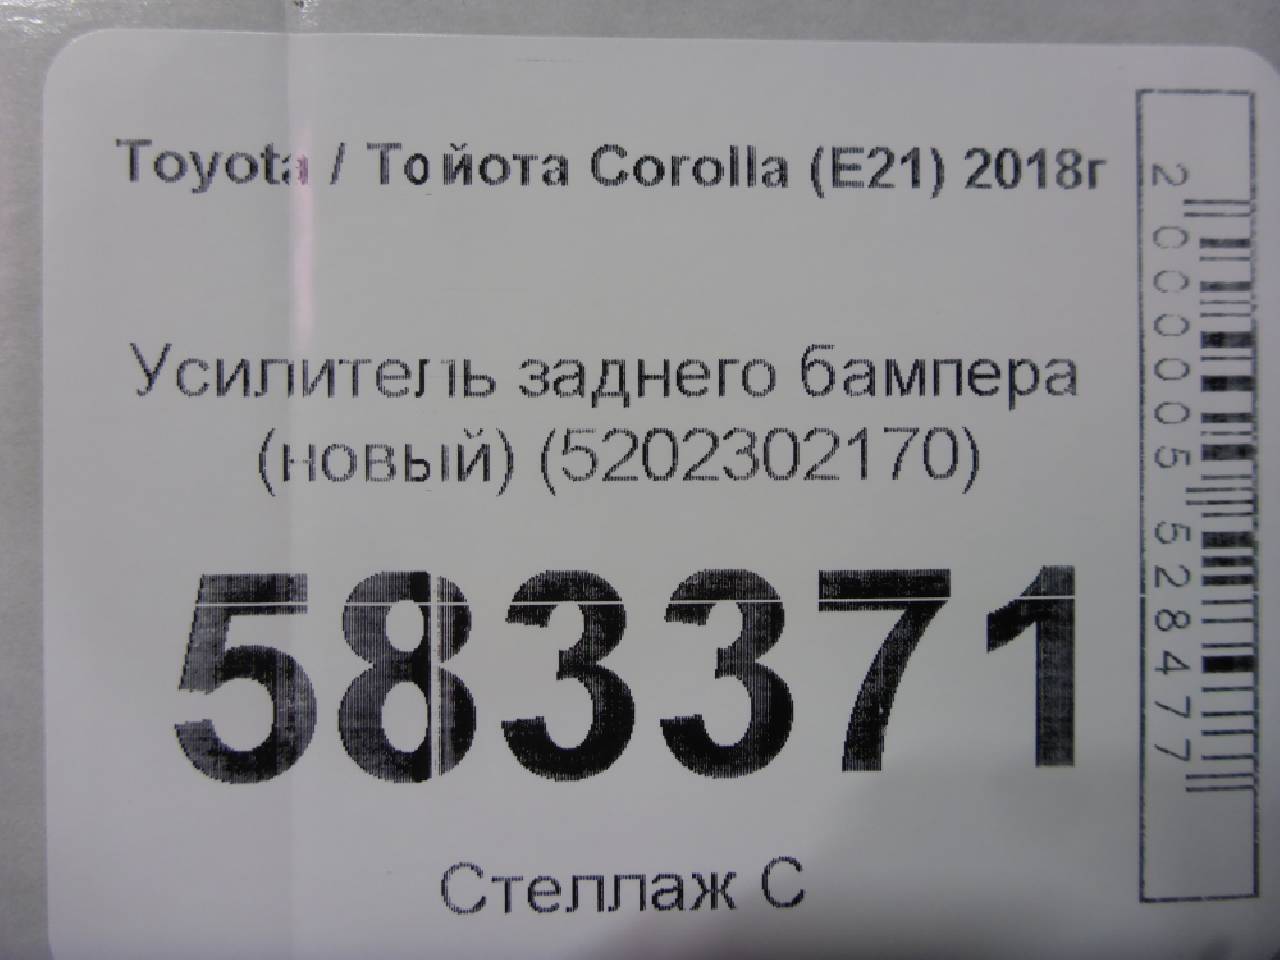 Toyota / Тойота Corolla (E21) 2018г
Усилитель заднего бампера
(новый) (5202302170)
583371
Стеллаж С
2000005528477